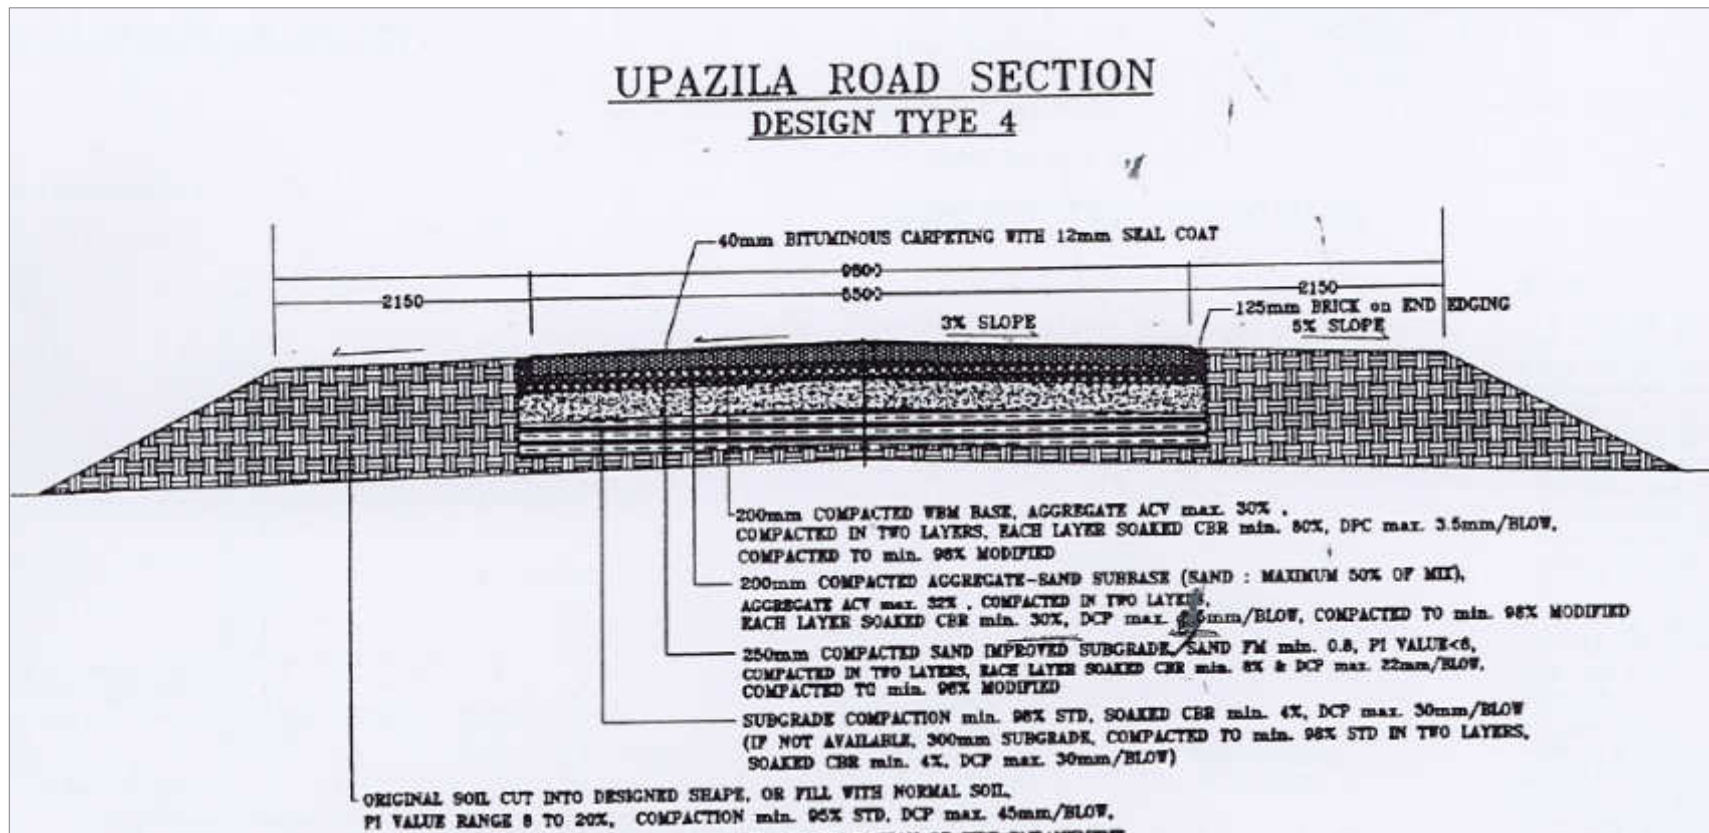 UPAZILA ROAD SECTION
DESIGN TYPE 4
40mm BITUMINOUS CARPETING WITH 12mm SEAL COAT
9800
2150
5500
2150
125mm BRICK on END EDGING
3% SLOPE
5% SLOPE
200mm COMPACTED WBM BASE, AGGREGATE ACV max. 30% .
COMPACTED IN TWO LAYERS, EACH LAYER SOAKED CBR min. 80%, DPC max. 3.5mm/BLOW,
COMPACTED TO min. 98% MODIFIED
200mm COMPACTED AGGREGATE-SAND SUBBASE (SAND : MAXIMUM 50% OF MIX),
AGGREGATE ACV max. 32% . COMPACTED IN TWO LAYERS,
EACH LAYER SOAKED CBR min. 30%, DCP max. mm/BLOW, COMPACTED TO min. 98% MODIFIED
250mm COMPACTED SAND IMPROVED SUBGRADE, SAND FM min. 0.8, PI VALUE<6,
COMPACTED IN TWO LAYERS, EACH LAYER SOAKED CBR min. 8% & DCP max. 22mm/BLOW,
COMPACTED TO min. 98% MODIFIED
SUBGRADE COMPACTION min. 98% STD, SOAKED CBR min. 4%, DCP max. 30mm/BLOW
(IF NOT AVAILABLE, 300mm SUBGRADE, COMPACTED TO min. 98% STD IN TWO LAYERS,
SOAKED CBR min. 4%, DCP max. 30mm/BLOW)
ORIGINAL SOIL CUT INTO DESIGNED SHAPE, OR FILL WITH NORMAL SOIL,
PI VALUE RANGE 8 TO 20%, COMPACTION min. 95% STD, DCP max. 45mm/BLOW,